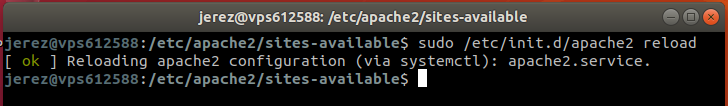 jerez@vps612588: /etc/apache2/sites-available
jerez@vps612588:/etc/apache2/sites-available$ sudo /etc/init.d/apache2 reload
[ ok ] Reloading apache2 configuration (via systemctl): apache2.service.
jerez@vps612588:/etc/apache2/sites-available$